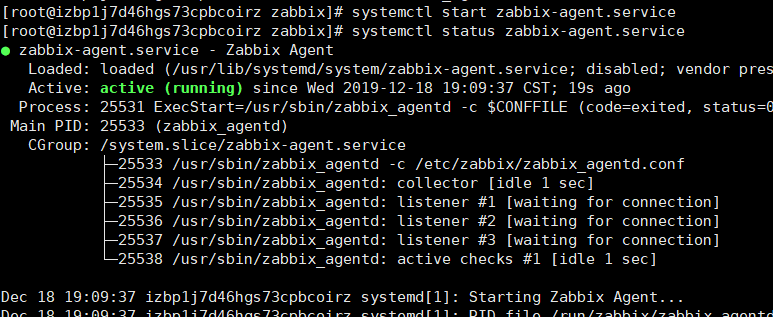 [root@izbp1j7d46hgs73cpbcoirz zabbix]# systemctl start zabbix-agent.service
[root@izbp1j7d46hgs73cpbcoirz zabbix]# systemctl status zabbix-agent.service
● zabbix-agent.service - Zabbix Agent
   Loaded: loaded (/usr/lib/systemd/system/zabbix-agent.service; disabled; vendor pres
   Active: active (running) since Wed 2019-12-18 19:09:37 CST; 19s ago
  Process: 25531 ExecStart=/usr/sbin/zabbix_agentd -c $CONFFILE (code=exited, status=0
 Main PID: 25533 (zabbix_agentd)
   CGroup: /system.slice/zabbix-agent.service
           ├─25533 /usr/sbin/zabbix_agentd -c /etc/zabbix/zabbix_agentd.conf
           ├─25534 /usr/sbin/zabbix_agentd: collector [idle 1 sec]
           ├─25535 /usr/sbin/zabbix_agentd: listener #1 [waiting for connection]
           ├─25536 /usr/sbin/zabbix_agentd: listener #2 [waiting for connection]
           ├─25537 /usr/sbin/zabbix_agentd: listener #3 [waiting for connection]
           └─25538 /usr/sbin/zabbix_agentd: active checks #1 [idle 1 sec]

Dec 18 19:09:37 izbp1j7d46hgs73cpbcoirz systemd[1]: Starting Zabbix Agent...
Dec 18 19:09:37 izbp1j7d46hgs73cpbcoirz systemd[1]: PID file /run/zabbix/zabbix_agentd